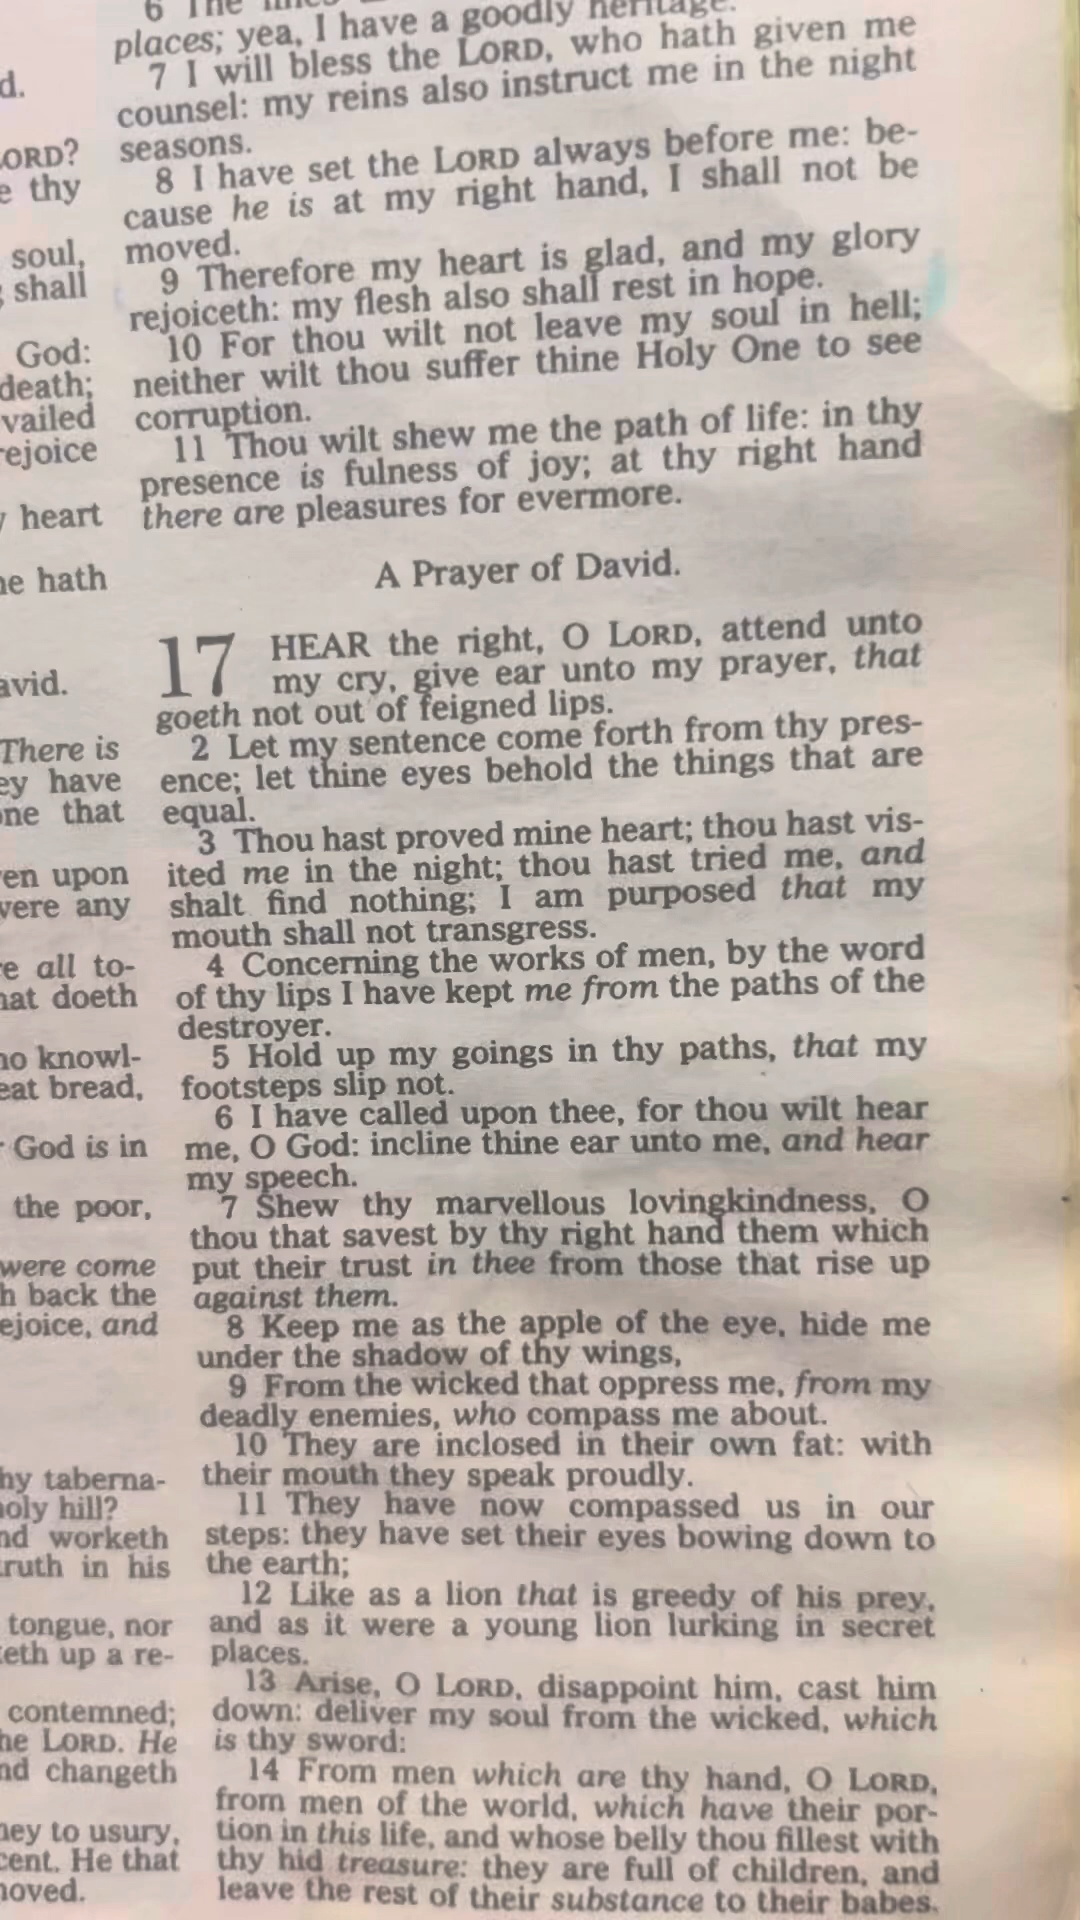 d.
LORD?
e thy
soul,
shall
God:
death;
vailed
rejoice
heart
he hath
avid.
There is
ey have
one that
en upon
were any
re all to-
hat doeth
no knowl-
eat bread,
God is in
the poor,
were come
h back the
ejoice, and
hy taberna-
holy hill?
nd worketh
truth in his
tongue, nor
keth up a re-
contemned;
he LORD. He
nd changeth
ney to usury,
cent. He that
moved.
6 The
places; yea, I have a goodly heritage.
7 I will bless the LORD, who hath given me
counsel: my reins also instruct me in the night
seasons.
8 I have set the LORD always before me: be-
cause he is at my right hand, I shall not be
moved.
9 Therefore my heart is glad, and my glory
rejoiceth: my flesh also shall rest in hope.
10 For thou wilt not leave my soul in hell;
neither wilt thou suffer thine Holy One to see
corruption.
11 Thou wilt shew me the path of life: in thy
presence is fulness of joy; at thy right hand
there are pleasures for evermore.
A Prayer of David.
17 HEAR the right, O LORD, attend unto
my cry, give ear unto my prayer, that
goeth not out of feigned lips.
2 Let my sentence come forth from thy pres-
ence; let thine eyes behold the things that are
equal.
3 Thou hast proved mine heart; thou hast vis-
ited me in the night; thou hast tried me, and
shalt find nothing; I am purposed that my
mouth shall not transgress.
4 Concerning the works of men, by the word
of thy lips I have kept me from the paths of the
destroyer.
5 Hold up my goings in thy paths, that my
footsteps slip not.
6 I have called upon thee, for thou wilt hear
me, O God: incline thine ear unto me, and hear
my speech.
7 Shew thy marvellous lovingkindness, O
thou that savest by thy right hand them which
put their trust in thee from those that rise up
against them.
8 Keep me as the apple of the eye, hide me
under the shadow of thy wings,
9 From the wicked that oppress me, from my
deadly enemies, who compass me about.
10 They are inclosed in their own fat: with
their mouth they speak proudly.
11 They have now compassed us in our
steps: they have set their eyes bowing down to
the earth;
12 Like as a lion that is greedy of his prey,
and as it were a young lion lurking in secret
places.
13 Arise, O LORD, disappoint him, cast him
down: deliver my soul from the wicked, which
is thy sword:
14 From men which are thy hand, O LORD,
from men of the world, which have their por-
tion in this life, and whose belly thou fillest with
thy hid treasure: they are full of children, and
leave the rest of their substance to their babes.